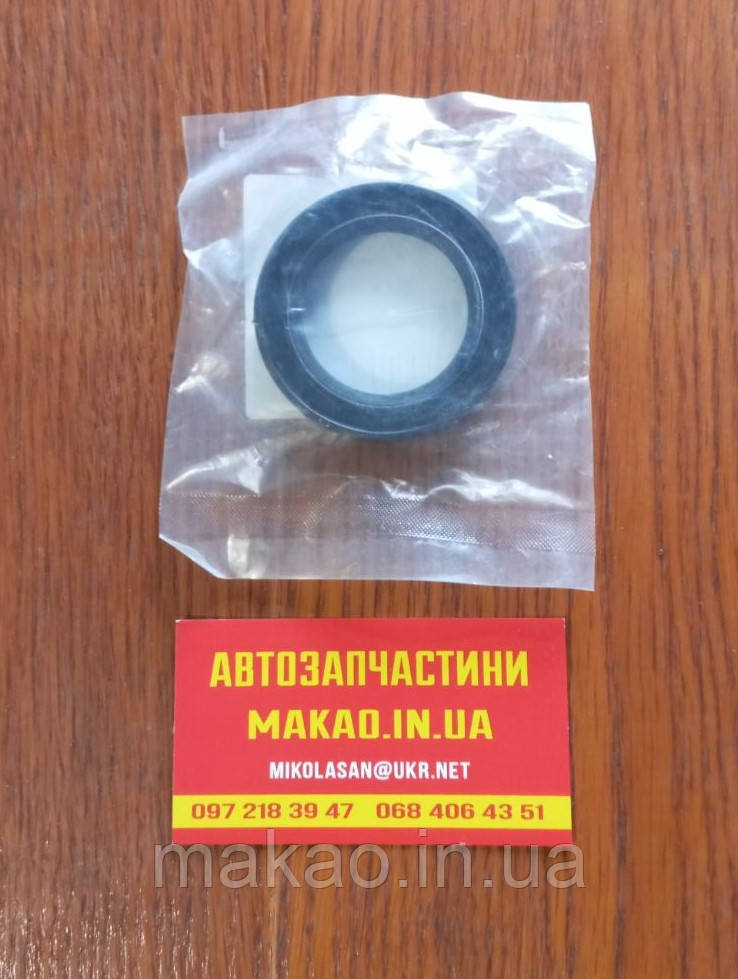 АВТОЗАПЧАСТИНИ
MAKAO.IN.UA
MIKOLASAN@UKR.NET
097 218 39 47 068 406 43 51
makao.in.ua